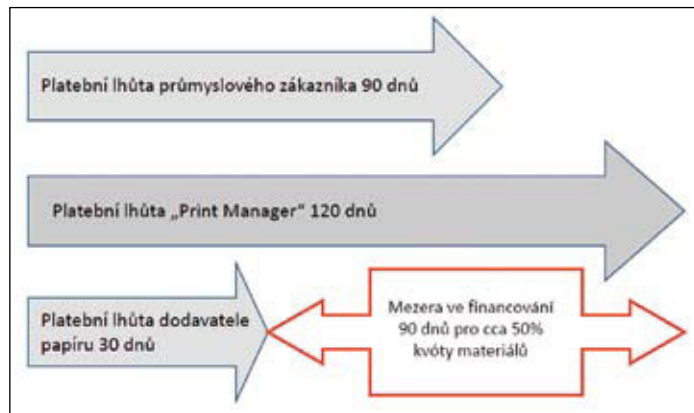 Platební lhůta průmyslového zákazníka 90 dnů
Platební lhůta „Print Manager" 120 dnů
Platební lhůta dodavatele
papíru 30 dnů
Mezera ve financování
90 dnů pro cca 50%
kvóty materiálů